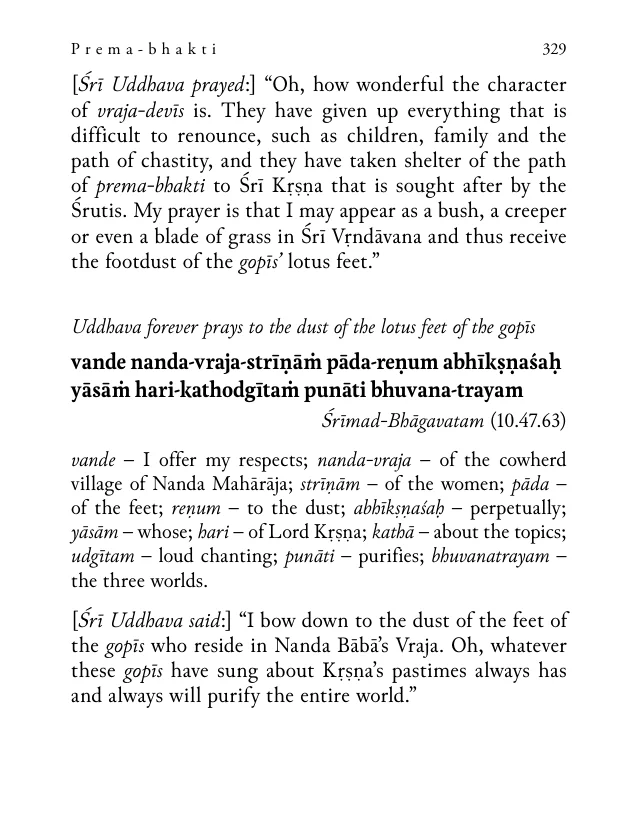 Prema-bhakti 329
[Śrī Uddhava prayed:] “Oh, how wonderful the character
of vraja-devīs is. They have given up everything that is
difficult to renounce, such as children, family and the
path of chastity, and they have taken shelter of the path
of prema-bhakti to Śrī Kṛṣṇa that is sought after by the
Śrutis. My prayer is that I may appear as a bush, a creeper
or even a blade of grass in Śrī Vṛndāvana and thus receive
the footdust of the gopīs’ lotus feet.”
Uddhava forever prays to the dust of the lotus feet of the gopīs
vande nanda-vraja-strīṇāṁ pāda-reṇum abhīkṣṇaśaḥ
yāsāṁ hari-kathodgītaṁ punāti bhuvana-trayam
Śrīmad-Bhāgavatam (10.47.63)
vande – I offer my respects; nanda-vraja – of the cowherd
village of Nanda Mahārāja; strīṇām – of the women; pāda –
of the feet; reṇum – to the dust; abhīkṣṇaśaḥ – perpetually;
yāsām – whose; hari – of Lord Kṛṣṇa; kathā – about the topics;
udgītam – loud chanting; punāti – purifies; bhuvanatrayam –
the three worlds.
[Śrī Uddhava said:] “I bow down to the dust of the feet of
the gopīs who reside in Nanda Bābā’s Vraja. Oh, whatever
these gopīs have sung about Kṛṣṇa’s pastimes always has
and always will purify the entire world.”